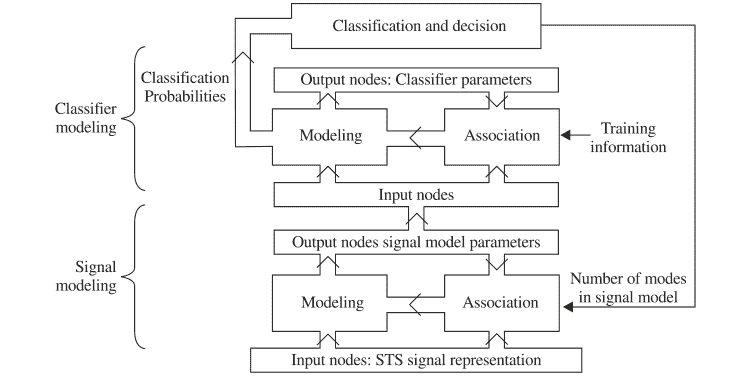 Classification and decision
Classification
Probabilities
Output nodes: Classifier parameters
Classifier
modeling
Modeling
Association
Training
information
Input nodes
Output nodes signal model parameters
Signal
modeling
Modeling
Association
Number of modes
in signal model
Input nodes: STS signal representation